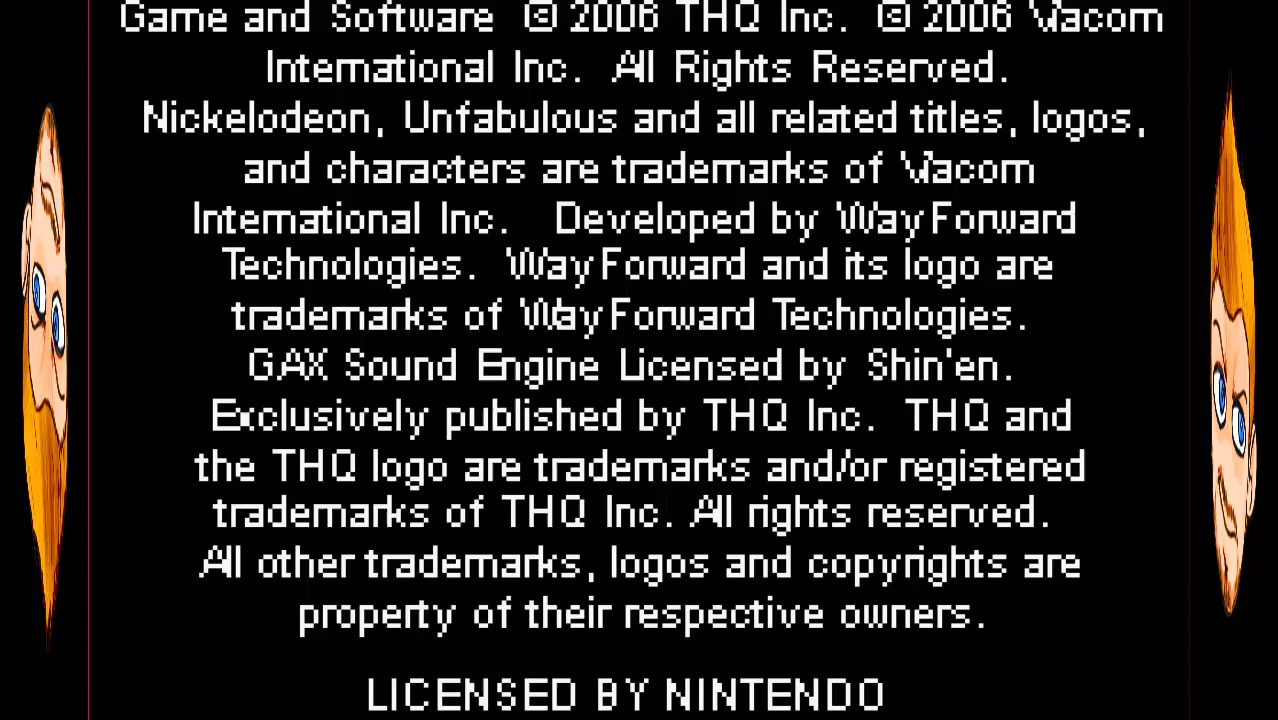 Game and Software © 2006 THQ Inc. © 2006 Viacom
International Inc. All Rights Reserved.
Nickelodeon, Unfabulous and all related titles, logos,
and characters are trademarks of Viacom
International Inc. Developed by WayForward
Technologies. WayForward and its logo are
trademarks of WayForward Technologies.
GAX Sound Engine Licensed by Shin'en.
Exclusively published by THQ Inc. THQ and
the THQ logo are trademarks and/or registered
trademarks of THQ Inc. All rights reserved.
All other trademarks, logos and copyrights are
property of their respective owners.
LICENSED BY NINTENDO